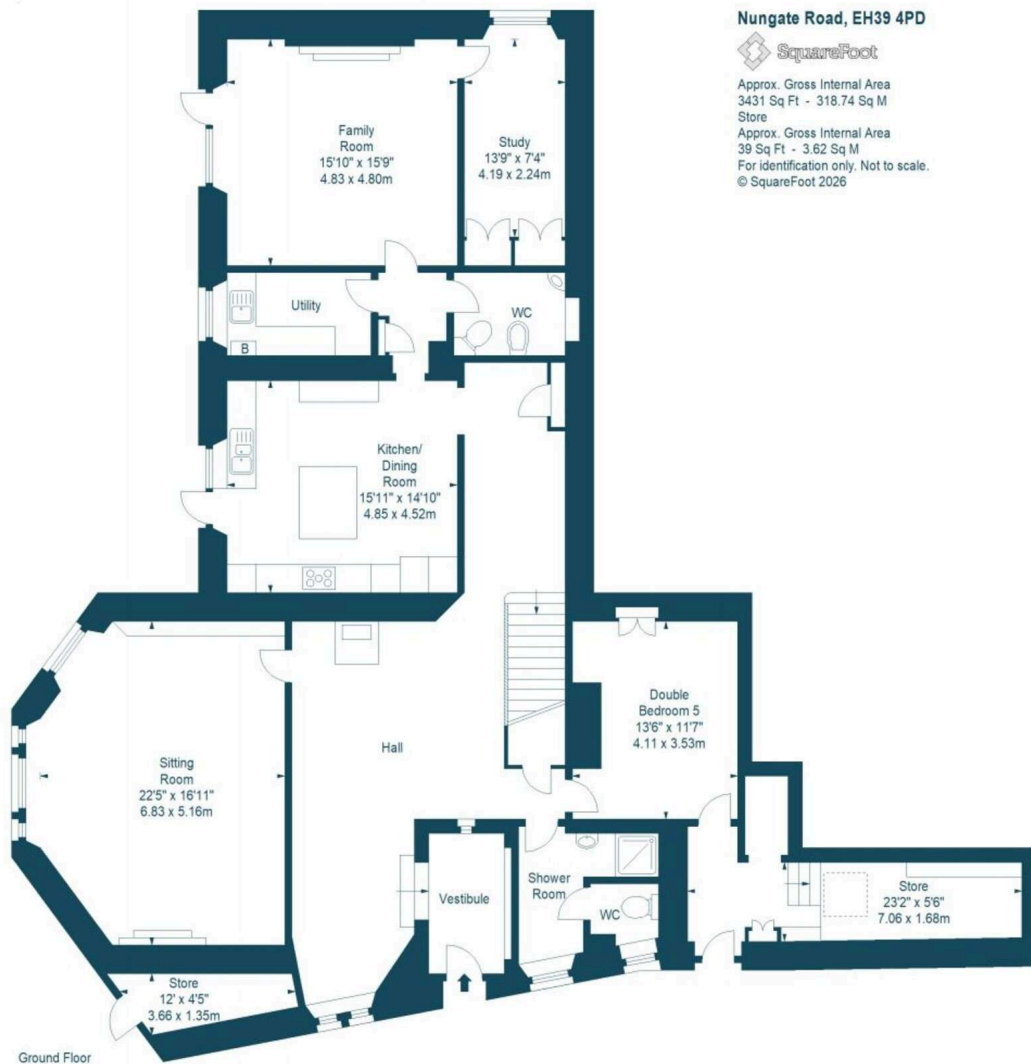 Nungate Road, EH39 4PD
SquareFoot
Approx. Gross Internal Area
3431 Sq Ft - 318.74 Sq M
Store
Approx. Gross Internal Area
39 Sq Ft - 3.62 Sq M
For identification only. Not to scale.
© SquareFoot 2026
Family
Room
15'10" x 15'9"
4.83 x 4.80m
Study
13'9" x 7'4"
4.19 x 2.24m
Utility
B
WC
Kitchen/
Dining
Room
15'11" x 14'10"
4.85 x 4.52m
Sitting
Room
22'5" x 16'11"
6.83 x 5.16m
Hall
Double
Bedroom 5
13'6" x 11'7"
4.11 x 3.53m
Vestibule
Shower
Room
WC
Store
23'2" x 5'6"
7.06 x 1.68m
Store
12' x 4'5"
3.66 x 1.35m
Ground Floor